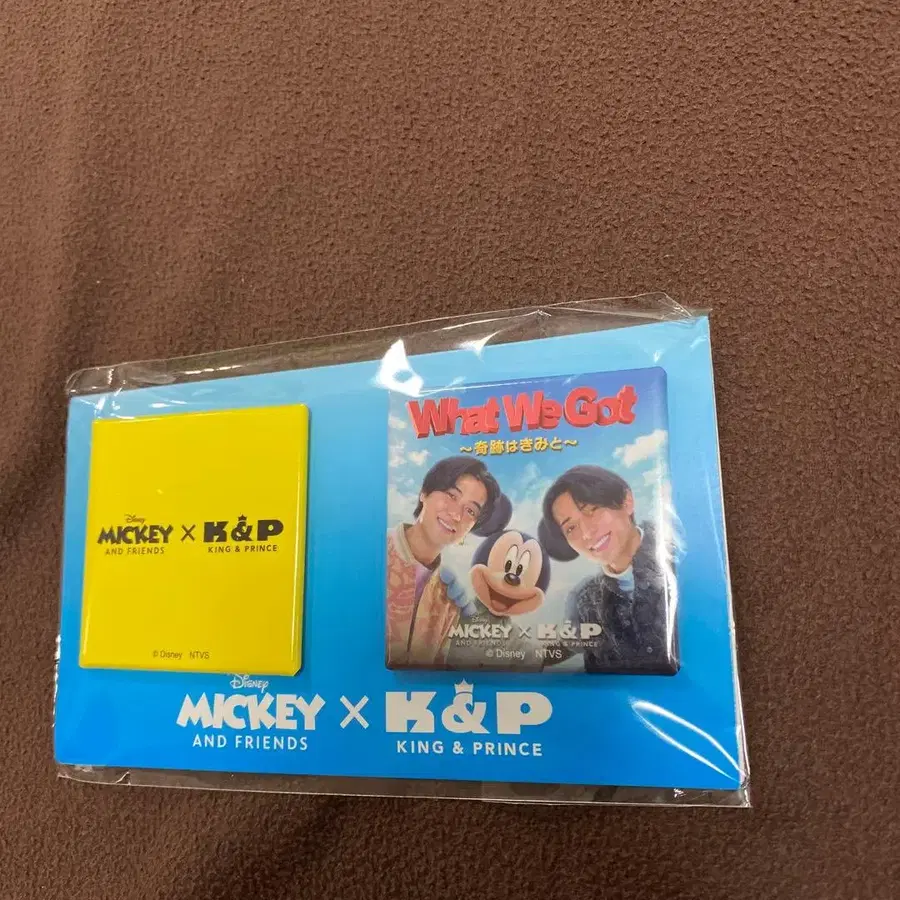 Disney
MICKEY
AND FRIENDS
×
K&P
KING & PRINCE
© Disney NTVS
What We Got
～奇跡はきみと～
Disney
MICKEY
AND FRIENDS
×
K&P
KING & PRINCE
© Disney NTVS
Disney
MICKEY
AND FRIENDS
×
K&P
KING & PRINCE